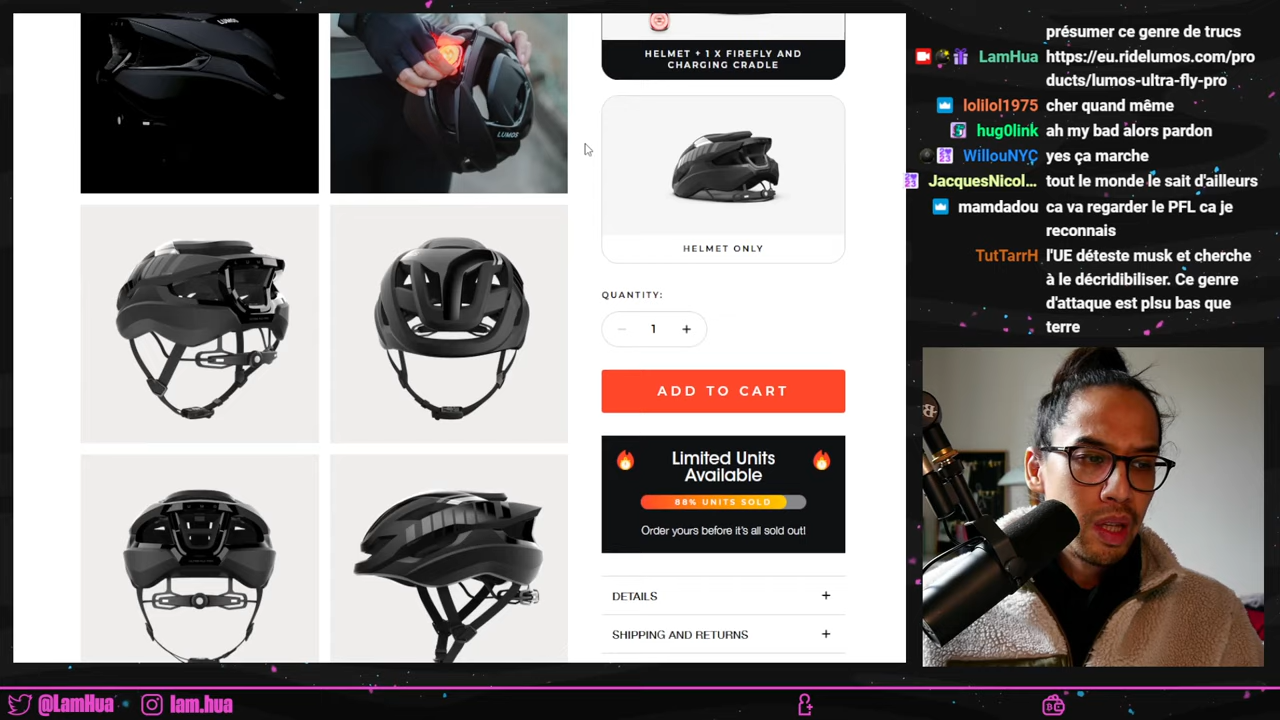 LUMOS
LUMOS
HELMET + 1 X FIREFLY AND
CHARGING CRADLE
HELMET ONLY
QUANTITY:
1
ADD TO CART
Limited Units
Available
88% UNITS SOLD
Order yours before it's all sold out!
DETAILS
SHIPPING AND RETURNS
présumer ce genre de trucs
LamHua https://eu.ridelumos.com/pro
ducts/lumos-ultra-fly-pro
lolilol1975 cher quand même
hug0link ah my bad alors pardon
WillouNYC yes ça marche
JacquesNicol... tout le monde le sait d'ailleurs
mamdadou ca va regarder le PFL ca je
reconnais
TutTarrH l'UE déteste musk et cherche
à le décridibiliser. Ce genre
d'attaque est plsu bas que
terre
@LamHua lam.hua